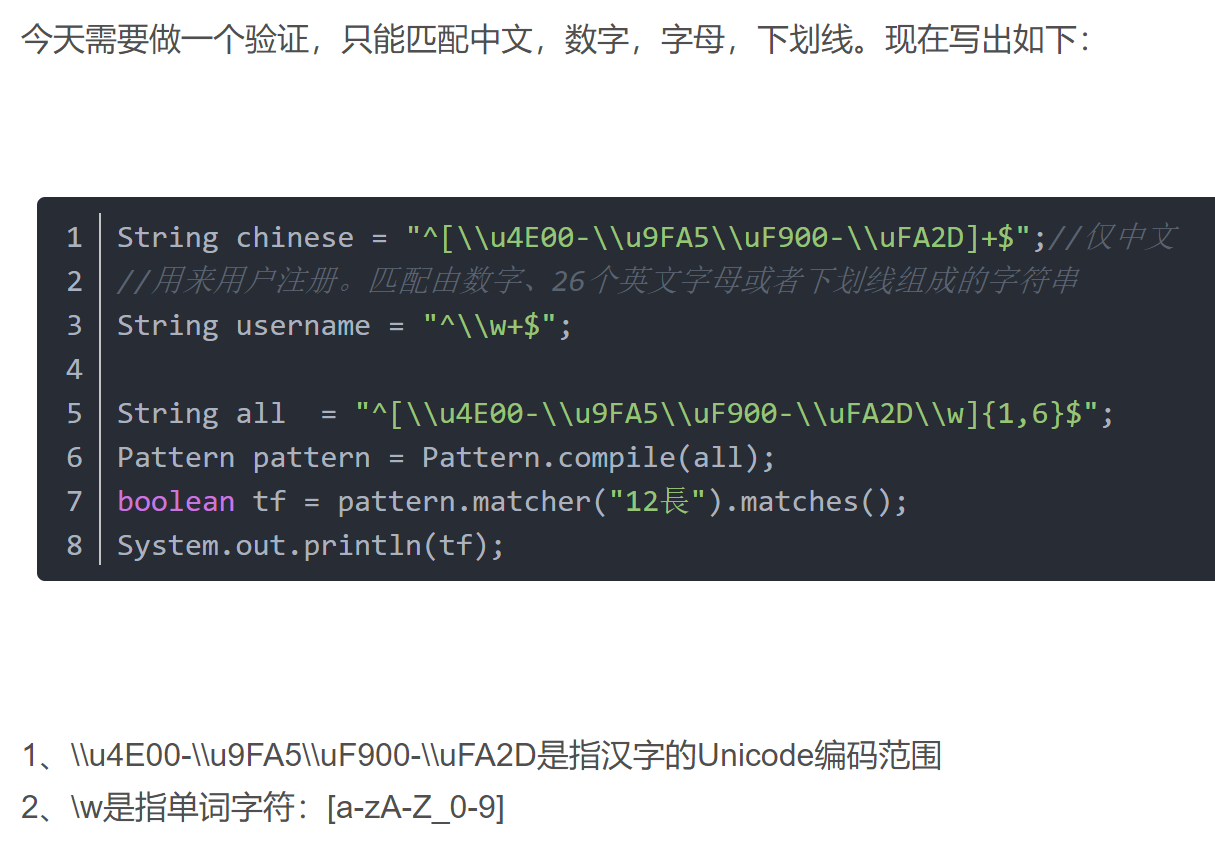 今天需要做一个验证，只能匹配中文，数字，字母，下划线。现在写出如下：
1 String chinese = "^[\\u4E00-\\u9FA5\\uF900-\\uFA2D]+$";//仅中文
2 //用来用户注册。匹配由数字、26个英文字母或者下划线组成的字符串
3 String username = "^\\w+$";
4
5 String all  = "^[\\u4E00-\\u9FA5\\uF900-\\uFA2D\\w]{1,6}$";
6 Pattern pattern = Pattern.compile(all);
7 boolean tf = pattern.matcher("12長").matches();
8 System.out.println(tf);
1、\\u4E00-\\u9FA5\\uF900-\\uFA2D是指汉字的Unicode编码范围
2、\w是指单词字符：[a-zA-Z_0-9]